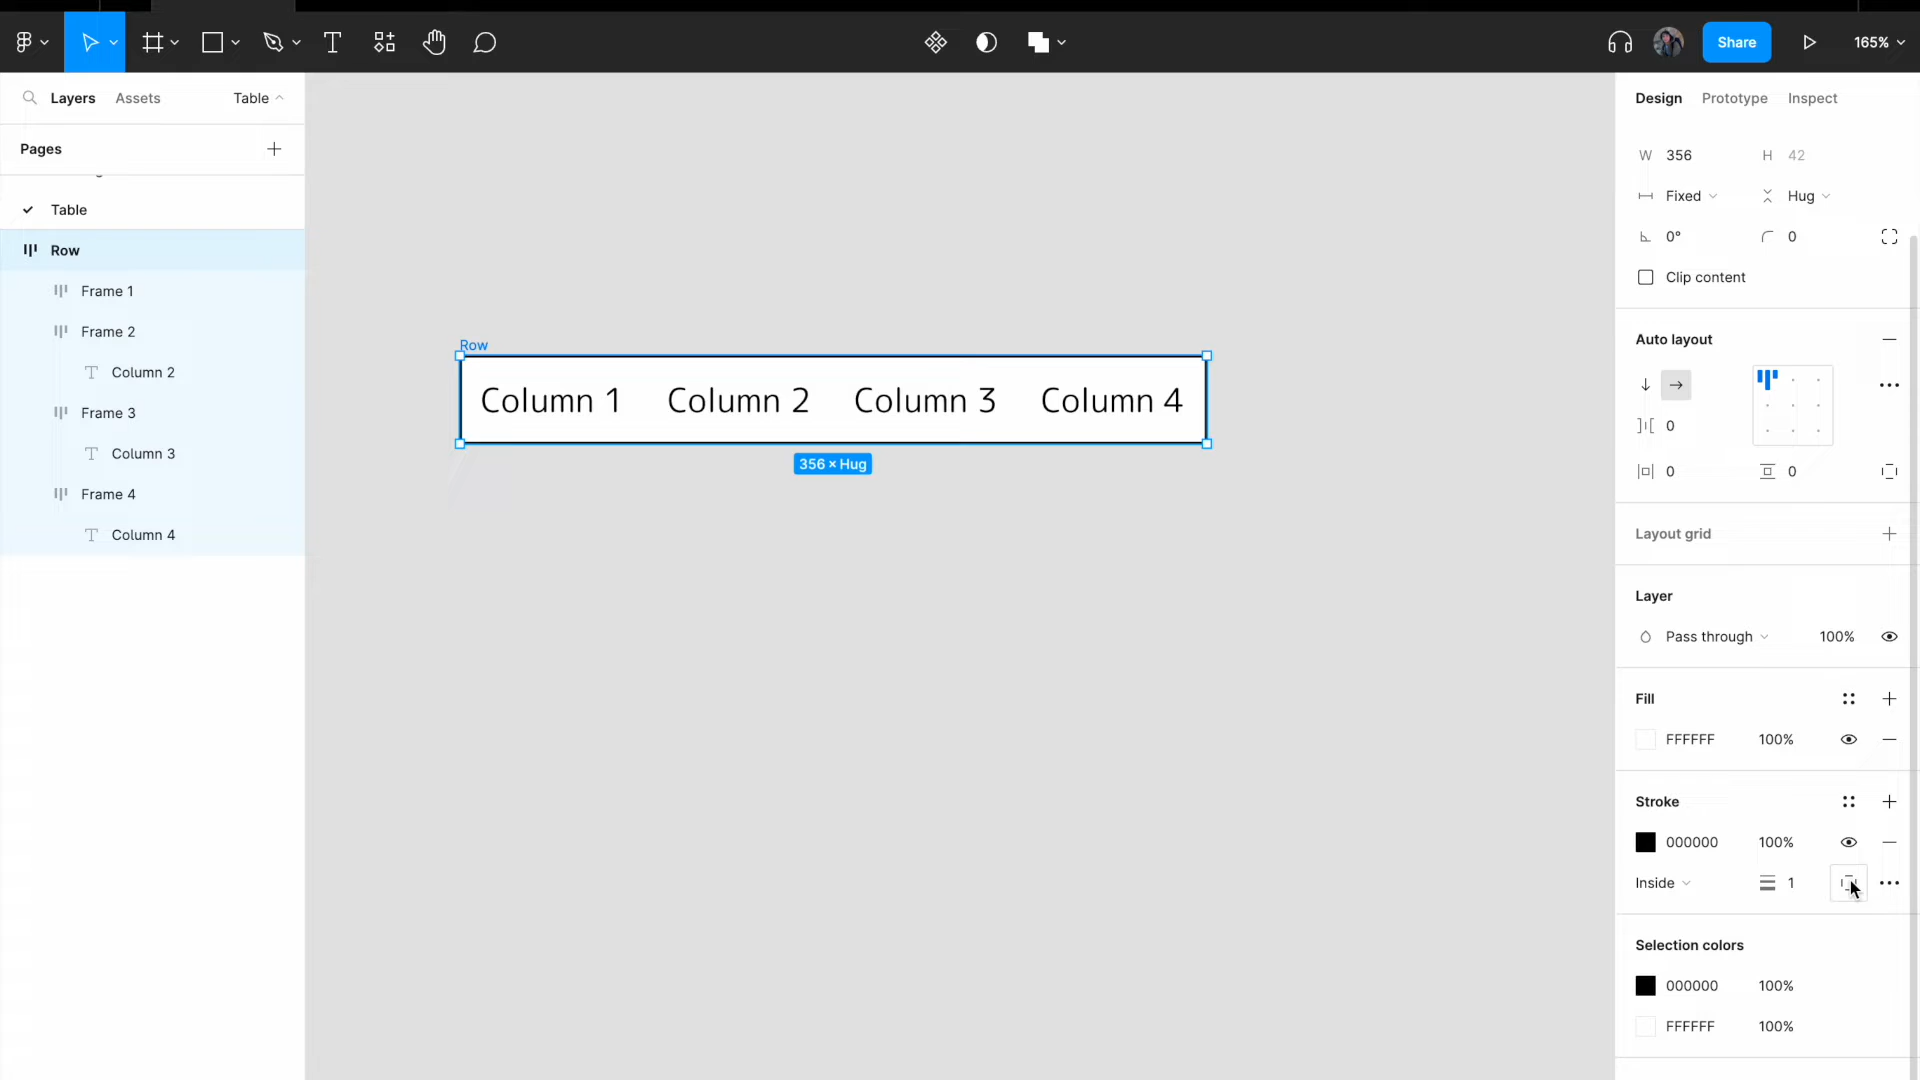 Share
165%
Layers
Assets
Table
Pages
Table
Row
Frame 1
Frame 2
Column 2
Frame 3
Column 3
Frame 4
Column 4
Row
Column 1 Column 2 Column 3 Column 4
356 × Hug
Design Prototype Inspect
W 356 H 42
Fixed Hug
0° 0
Clip content
Auto layout
0
0 0
Layout grid
Layer
Pass through 100%
Fill
FFFFFF 100%
Stroke
000000 100%
Inside 1
Selection colors
000000 100%
FFFFFF 100%